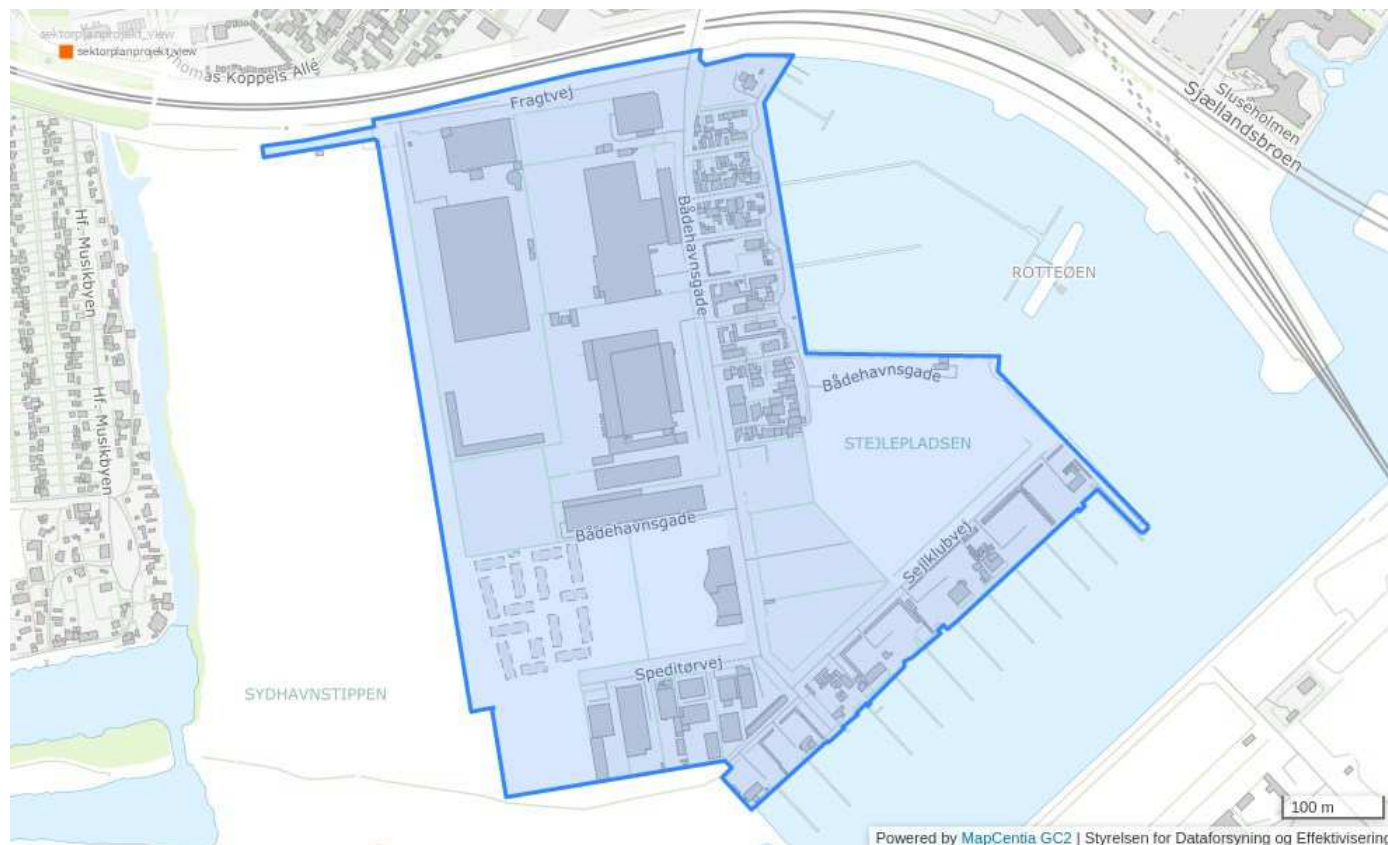 sektorplanprojekt_view
sektorplanprojekt_view
Thomas Koppels Allé
Fragtvej
Sluseholmen
Sjællandsbroen
Hf. Musikbyen
Bådehavnsgade
ROTTEØEN
Bådehavnsgade
Hf. Musikbyen
STEJLEPLADSEN
Bådehavnsgade
Sejlklubvej
Speditørvej
SYDHAVNSTIPPEN
100 m
Powered by MapCentia GC2 | Styrelsen for Dataforsyning og Effektivisering